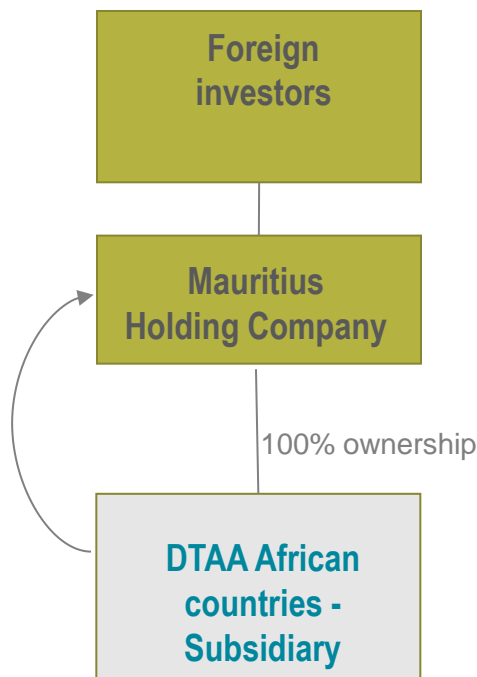 Foreign
investors
Mauritius
Holding Company
100% ownership
DTAA African
countries -
Subsidiary